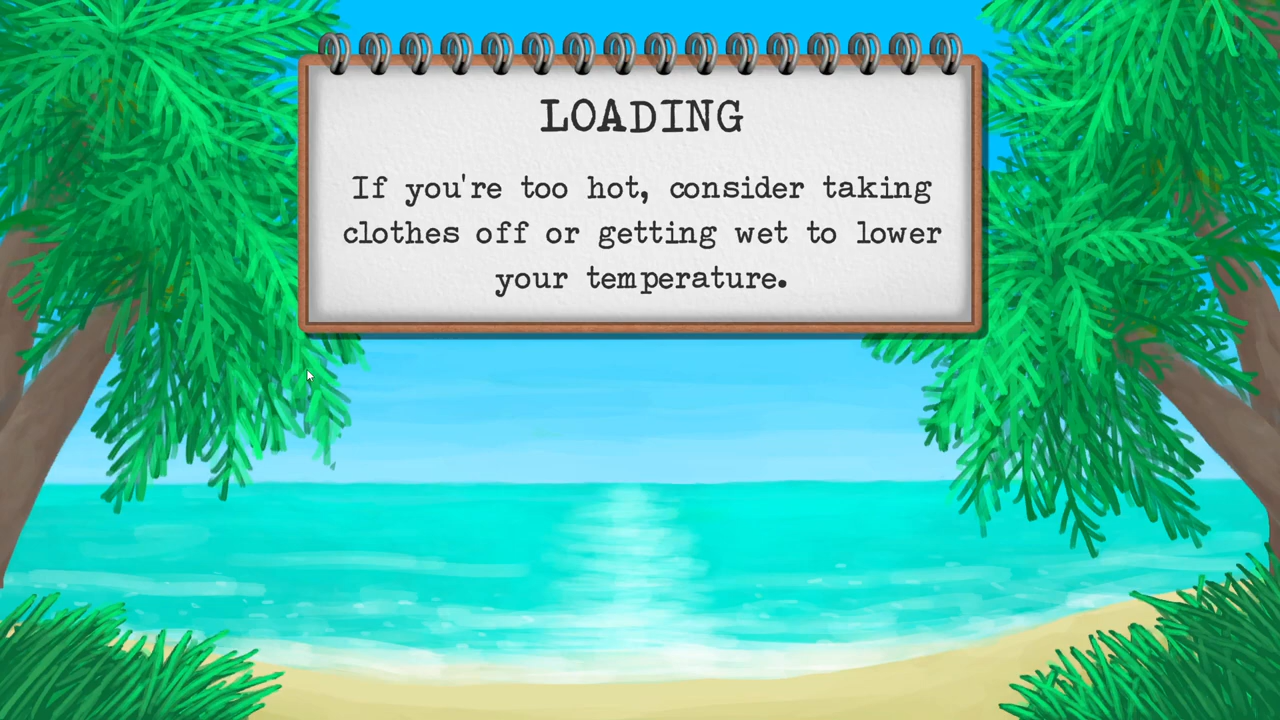 LOADING
If you're too hot, consider taking
clothes off or getting wet to lower
your temperature.